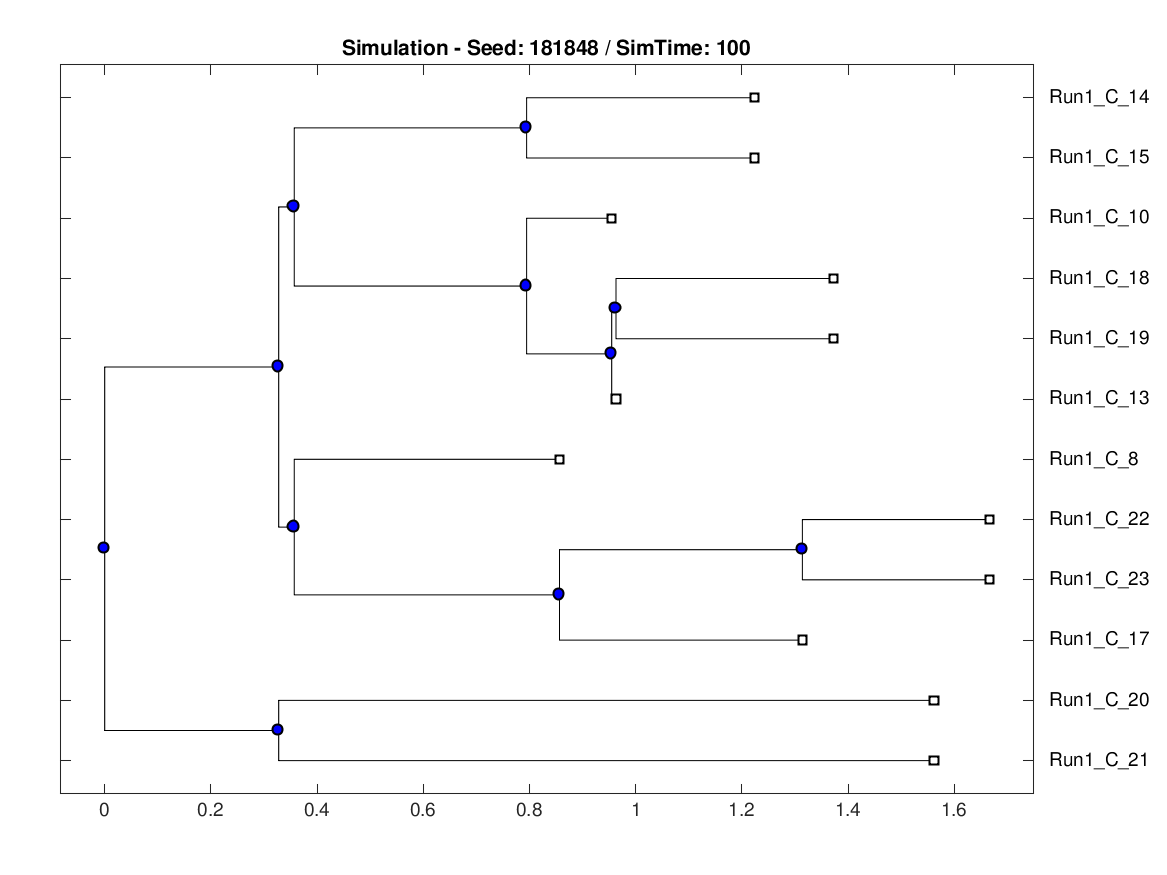 Simulation - Seed: 181848 / SimTime: 100
Run1_C_14
Run1_C_15
Run1_C_10
Run1_C_18
Run1_C_19
Run1_C_13
Run1_C_8
Run1_C_22
Run1_C_23
Run1_C_17
Run1_C_20
Run1_C_21
0 0.2 0.4 0.6 0.8 1 1.2 1.4 1.6